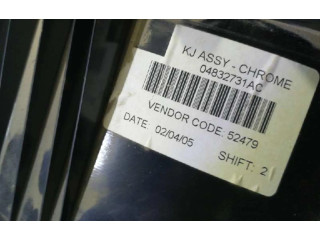 KJ ASSY - CHROME
04832731AC
VENDOR CODE: 52479
DATE: 02/04/05 SHIFT: 2